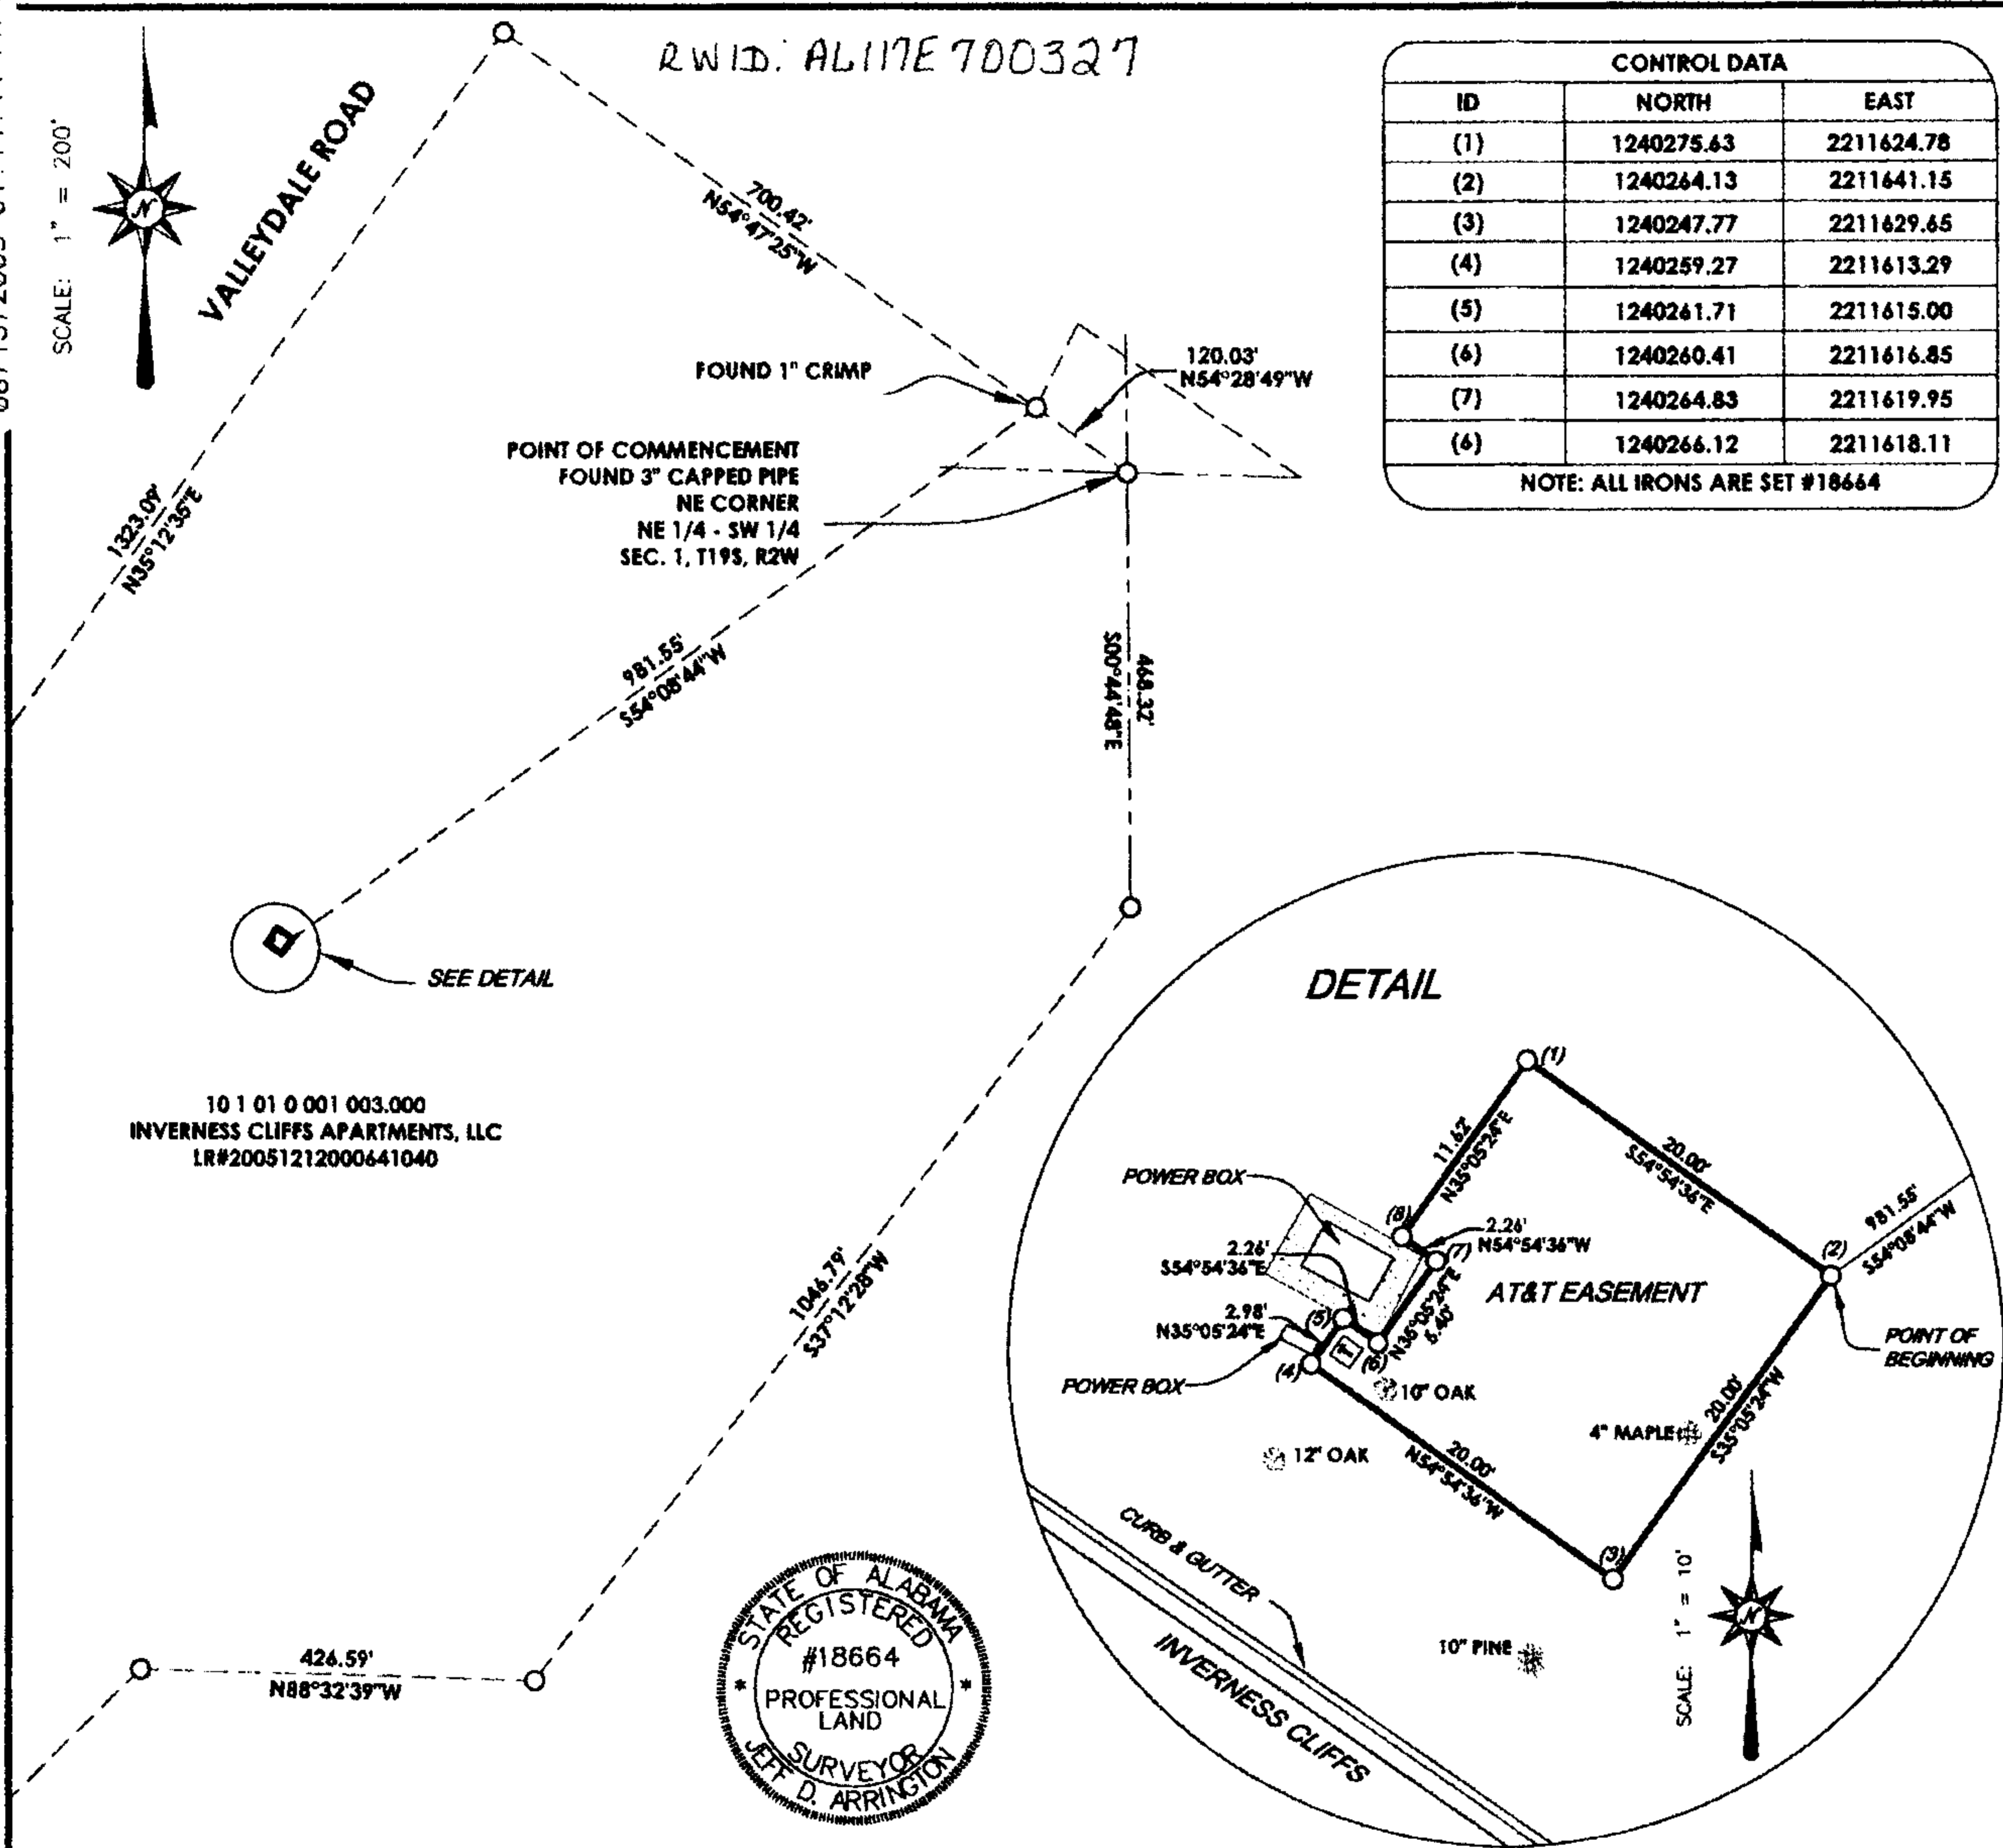 RWID: AL117E700327
SCALE: 1" = 200'
N
VALLEYDALE ROAD
CONTROL DATA
ID NORTH EAST
(1) 1240275.63 2211624.78
(2) 1240264.13 2211641.15
(3) 1240247.77 2211629.65
(4) 1240259.27 2211613.29
(5) 1240261.71 2211615.00
(6) 1240260.41 2211616.85
(7) 1240264.83 2211619.95
(6) 1240266.12 2211618.11
NOTE: ALL IRONS ARE SET #18664
700.42'
N54°47'25"W
FOUND 1" CRIMP
120.03'
N54°28'49"W
POINT OF COMMENCEMENT
FOUND 3" CAPPED PIPE
NE CORNER
NE 1/4 - SW 1/4
SEC. 1, T19S, R2W
1323.09'
N35°12'35"E
981.55'
S54°08'44"W
468.32'
S00°44'48"E
SEE DETAIL
10 1 01 0 001 003.000
INVERNESS CLIFFS APARTMENTS, LLC
LR#20051212000641040
1046.79'
S37°12'28"W
426.59'
N88°32'39"W
STATE OF ALABAMA
REGISTERED
#18664
PROFESSIONAL
LAND
SURVEYOR
JEFF D. ARRINGTON
DETAIL
(1)
11.62'
N35°05'24"E
20.00'
S54°54'36"E
POWER BOX
(8)
2.26'
N54°54'36"W
(7)
981.55'
S54°08'44"W
(2)
2.26'
S54°54'36"E
AT&T EASEMENT
N35°05'24"E
5.40'
2.98'
N35°05'24"E
(5)
T
(6)
(4)
POWER BOX
POINT OF
BEGINNING
10" OAK
4" MAPLE
20.00'
S35°05'24"W
12" OAK
20.00'
N54°54'36"W
(3)
CURB & GUTTER
INVERNESS CLIFFS
10" PINE
SCALE: 1" = 10'
N